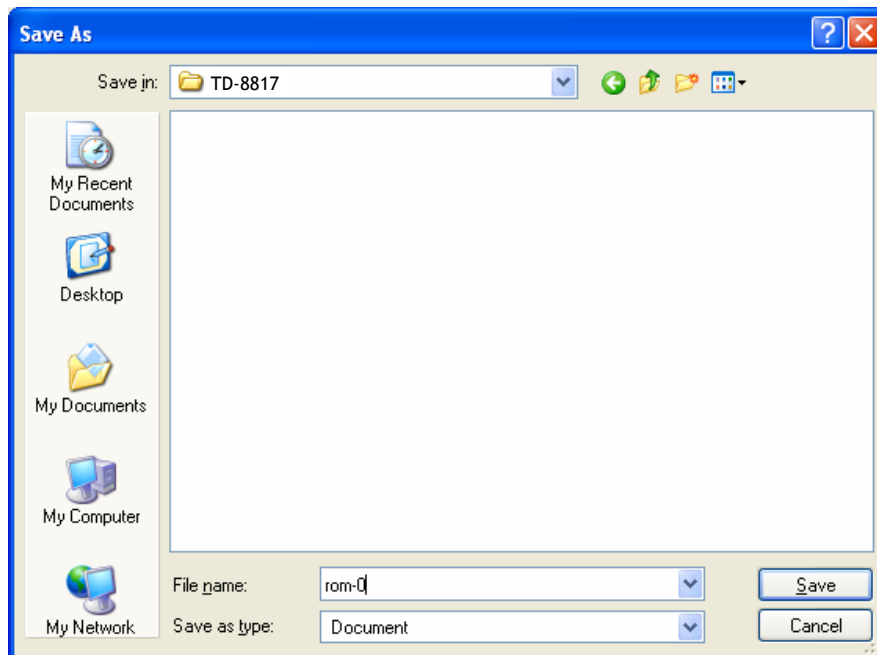 Save As
Save in: TD-8817
My Recent
Documents
Desktop
My Documents
My Computer
My Network
File name: rom-0
Save
Save as type: Document
Cancel